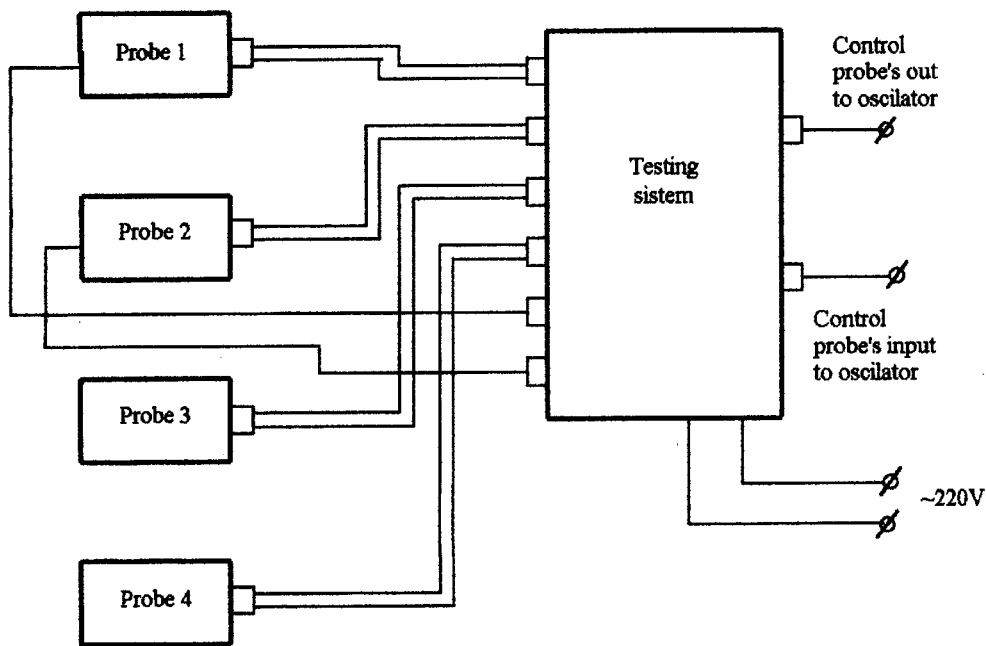 Probe 1
Probe 2
Probe 3
Probe 4
Testing
sistem
Control
probe's out
to oscilator
Control
probe's input
to oscilator
~220V